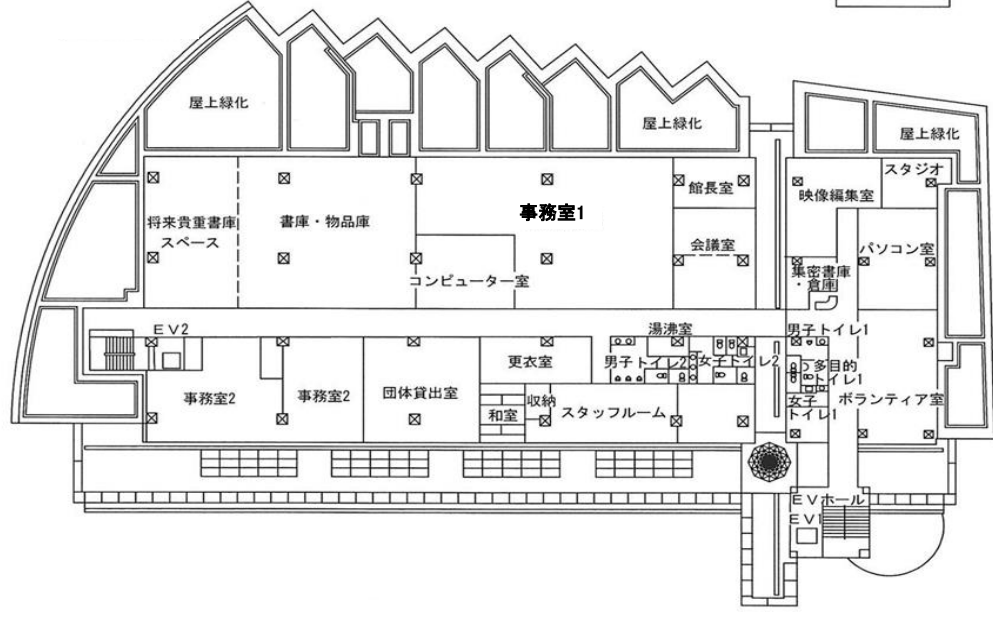 屋上緑化
屋上緑化
屋上緑化
スタジオ
映像編集室
館長室
事務室1
将来貴重書庫
スペース
書庫・物品庫
会議室
パソコン室
コンピューター室
集密書庫
・倉庫
EV2
湯沸室
男子トイレ1
更衣室
男子トイレ2
女子トイレ2
多目的
トイレ1
事務室2
事務室2
団体貸出室
収納
和室
スタッフルーム
女子
トイレ1
ボランティア室
EVホール
EV1